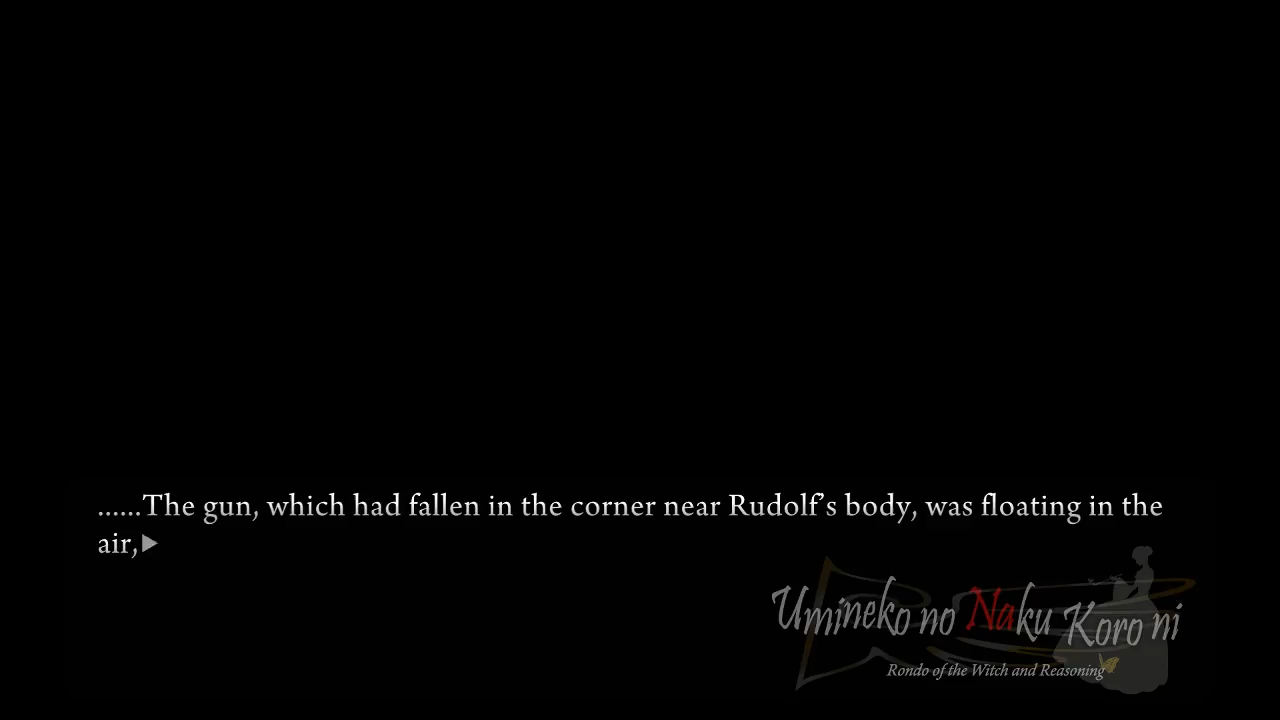 ......The gun, which had fallen in the corner near Rudolf's body, was floating in the
air,
Umineko no Naku Koro ni
Rondo of the Witch and Reasoning